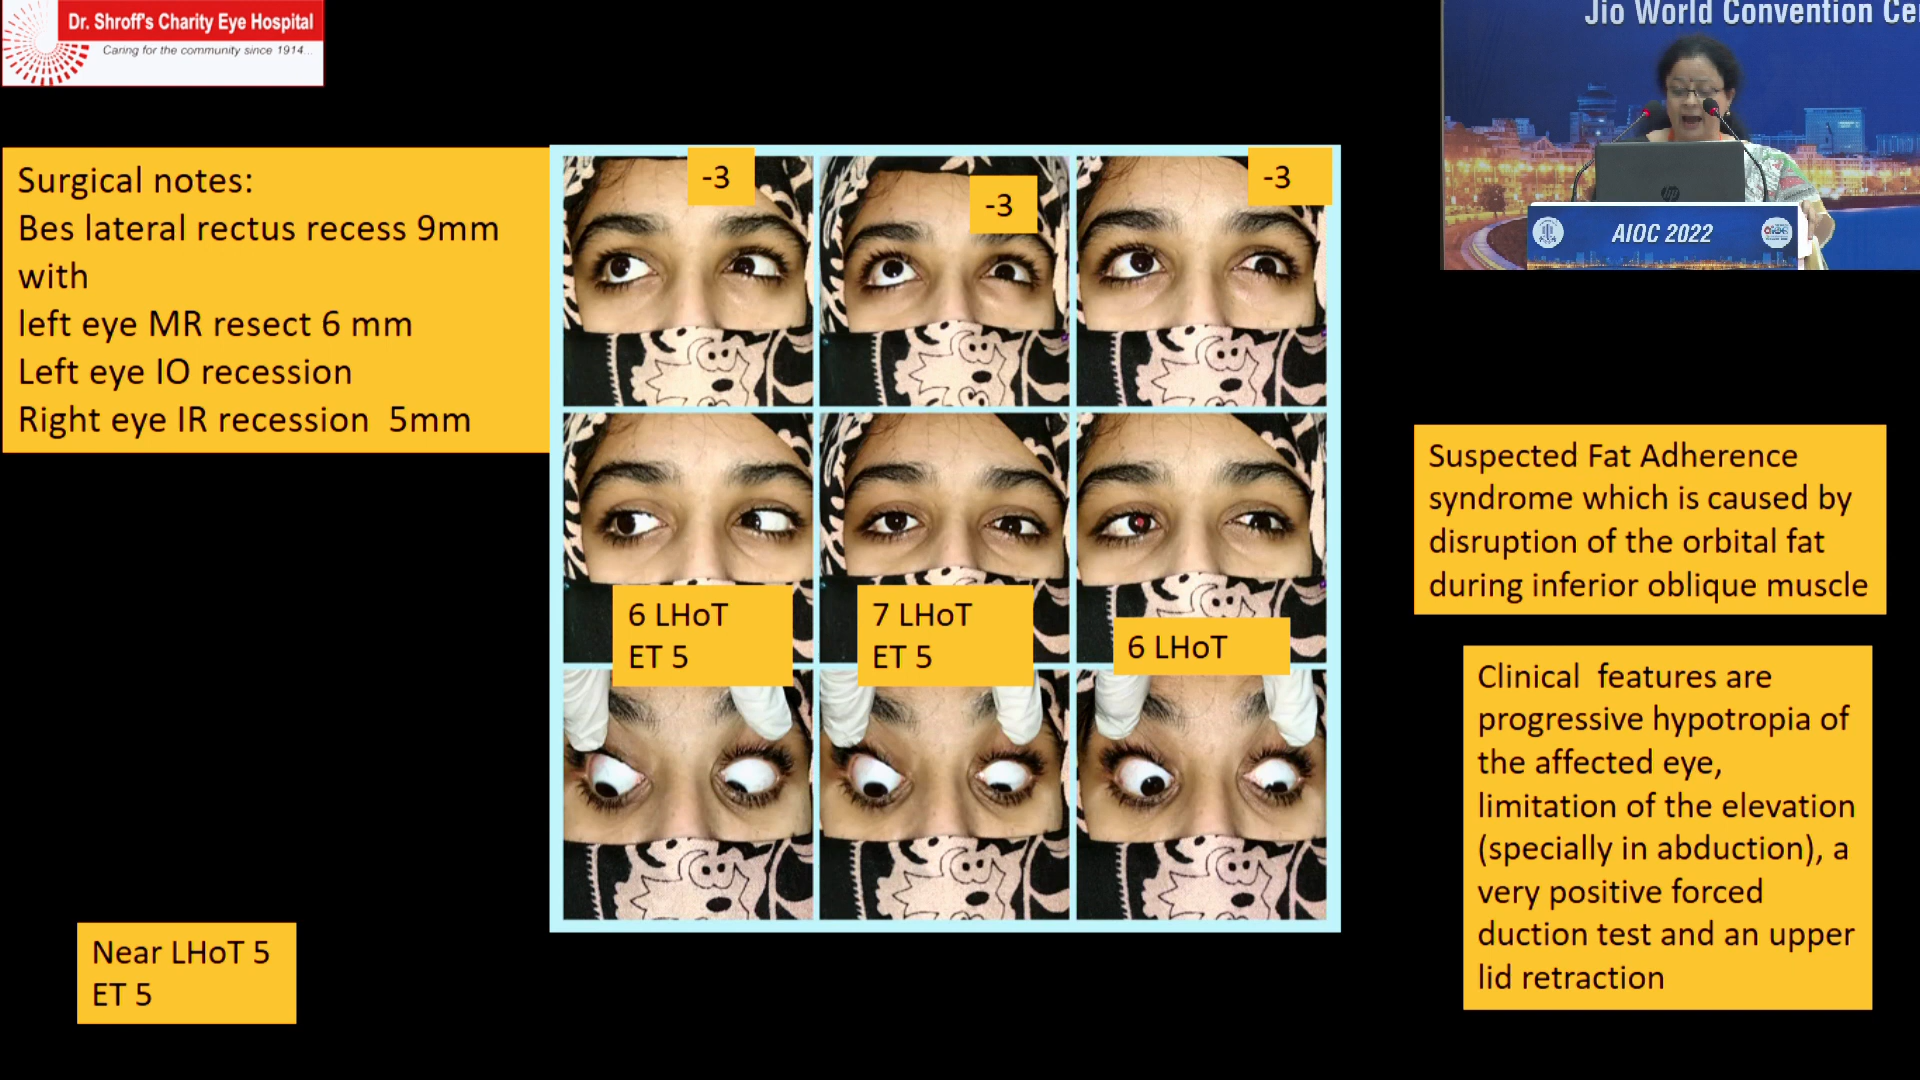 Dr. Shroff's Charity Eye Hospital
Caring for the community since 1914...
Jio World Convention Ce
AIOC 2022
Surgical notes:
Bes lateral rectus recess 9mm
with
left eye MR resect 6 mm
Left eye IO recession
Right eye IR recession 5mm
-3
-3
-3
6 LHoT
ET 5
7 LHoT
ET 5
6 LHoT
Suspected Fat Adherence
syndrome which is caused by
disruption of the orbital fat
during inferior oblique muscle
Clinical features are
progressive hypotropia of
the affected eye,
limitation of the elevation
(specially in abduction), a
very positive forced
duction test and an upper
lid retraction
Near LHoT 5
ET 5